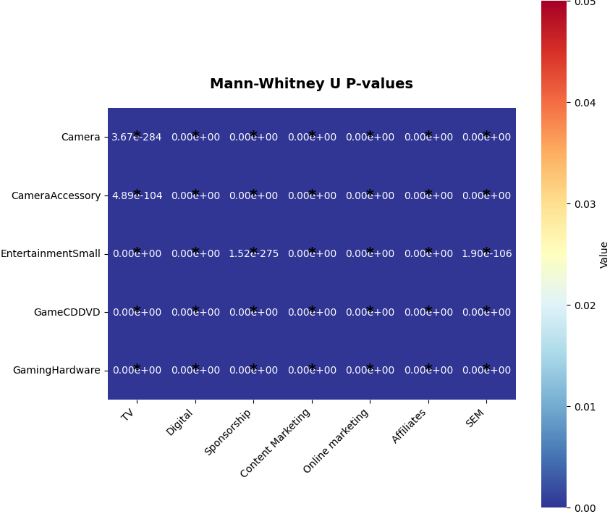 Mann-Whitney U P-values
Camera 3.67e-284 0.00e+00 0.00e+00 0.00e+00 0.00e+00 0.00e+00 0.00e+00
CameraAccessory 4.89e-104 0.00e+00 0.00e+00 0.00e+00 0.00e+00 0.00e+00 0.00e+00
EntertainmentSmall 0.00e+00 0.00e+00 1.52e-275 0.00e+00 0.00e+00 0.00e+00 1.90e-106
GameCDDVD 0.00e+00 0.00e+00 0.00e+00 0.00e+00 0.00e+00 0.00e+00 0.00e+00
GamingHardware 0.00e+00 0.00e+00 0.00e+00 0.00e+00 0.00e+00 0.00e+00 0.00e+00
TV
Digital
Sponsorship
Content Marketing
Online marketing
Affiliates
SEM
0.05
0.04
0.03
0.02
0.01
0.00
Value